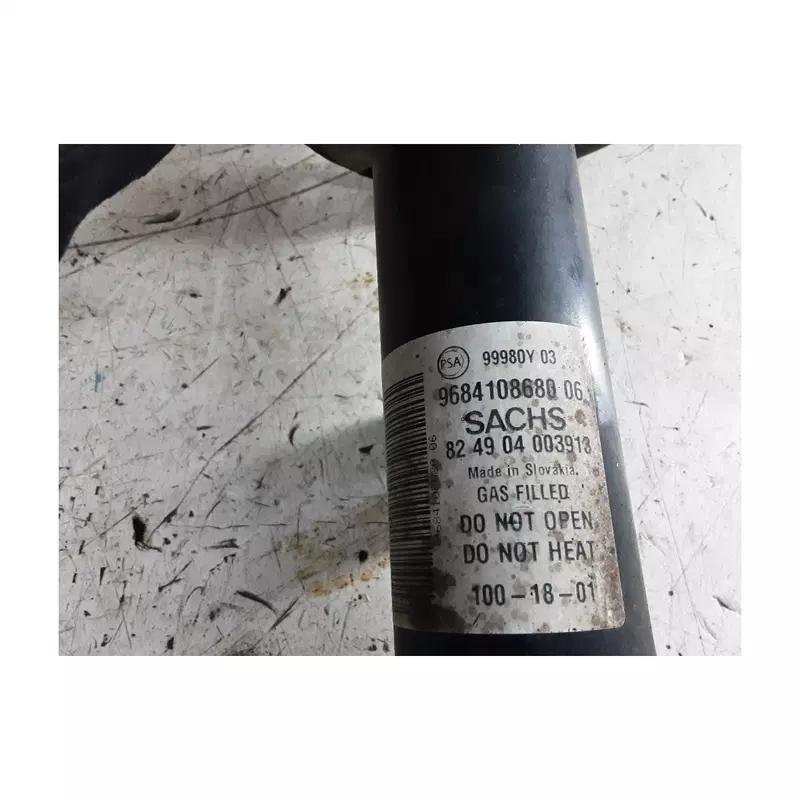 PSA 99980Y 03
9684108680 06
SACHS
82 49 04 003913
Made in Slovakia.
GAS FILLED
DO NOT OPEN
DO NOT HEAT
100-18-01